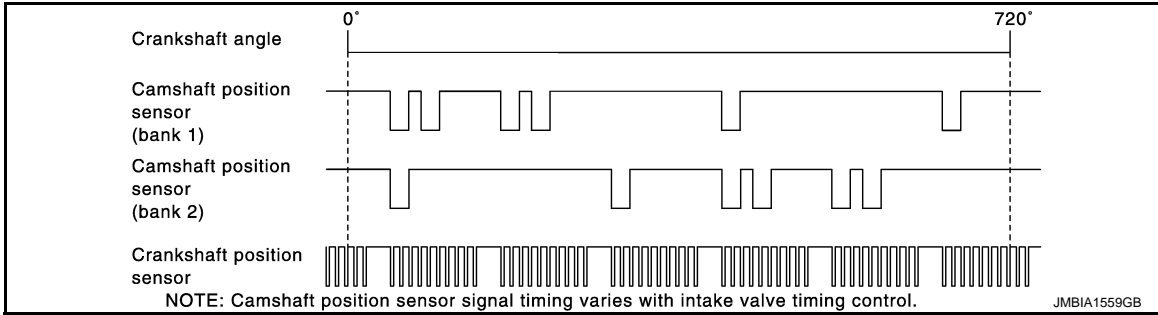 0˚ 720˚
Crankshaft angle
Camshaft position
sensor
(bank 1)
Camshaft position
sensor
(bank 2)
Crankshaft position
sensor
NOTE: Camshaft position sensor signal timing varies with intake valve timing control.
JMBIA1559GB